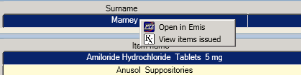 Surname
Marney
Open in Emis
View items issued
Item Name
Amiloride Hydrochloride Tablets 5 mg
Anusol Suppositories